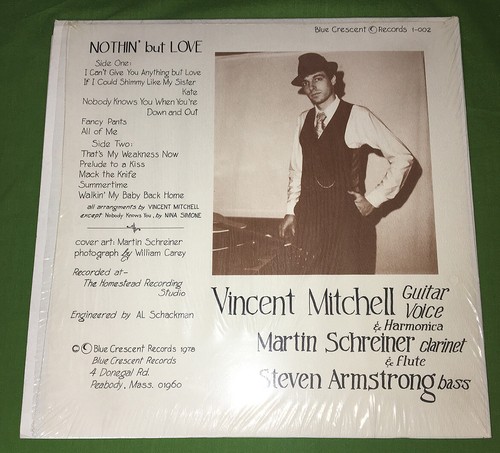 Blue Crescent Records 1-002
NOTHIN' but LOVE
Side One:
I Can't Give You Anything but Love
If I Could Shimmy Like My Sister
Kate
Nobody Knows You When You're
Down and Out
Fancy Pants
All of Me
Side Two:
That's My Weakness Now
Prelude to a Kiss
Mack the Knife
Summertime
Walkin' My Baby Back Home
all arrangments by VINCENT MITCHELL
except Nobody Knows You, by NINA SIMONE
cover art: Martin Schreiner
photograph by William Carey
Recorded at-
The Homestead Recording
Studio
Engineered by AL Schackman
© Blue Crescent Records 1978
Blue Crescent Records
4 Donegal Rd.
Peabody, Mass. 01960
Vincent Mitchell Guitar
Voice
& Harmonica
Martin Schreiner clarinet
& Flute
Steven Armstrong bass